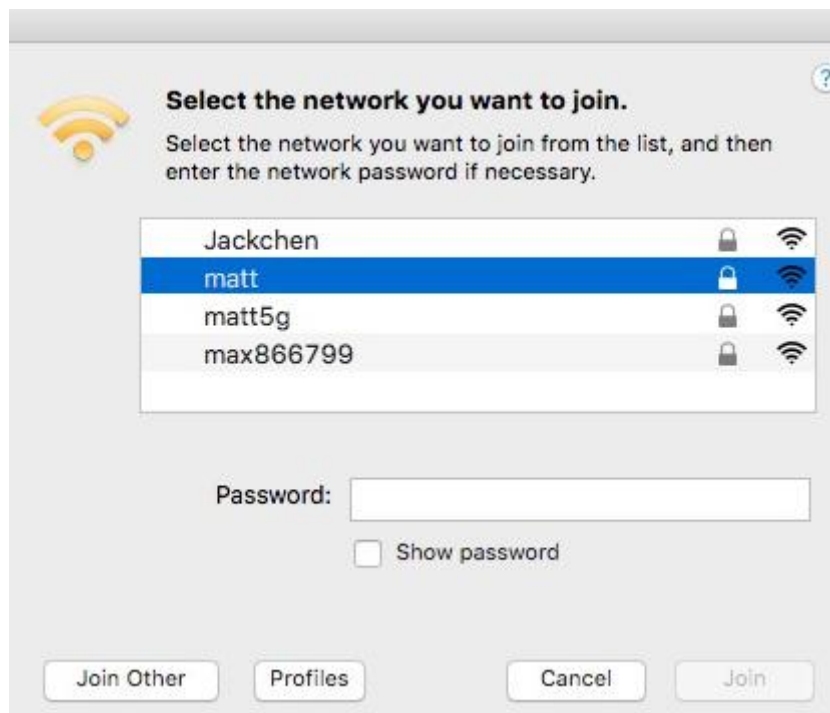 ?
Select the network you want to join.
Select the network you want to join from the list, and then
enter the network password if necessary.
Jackchen
matt
matt5g
max866799
Password:
Show password
Join Other Profiles Cancel Join